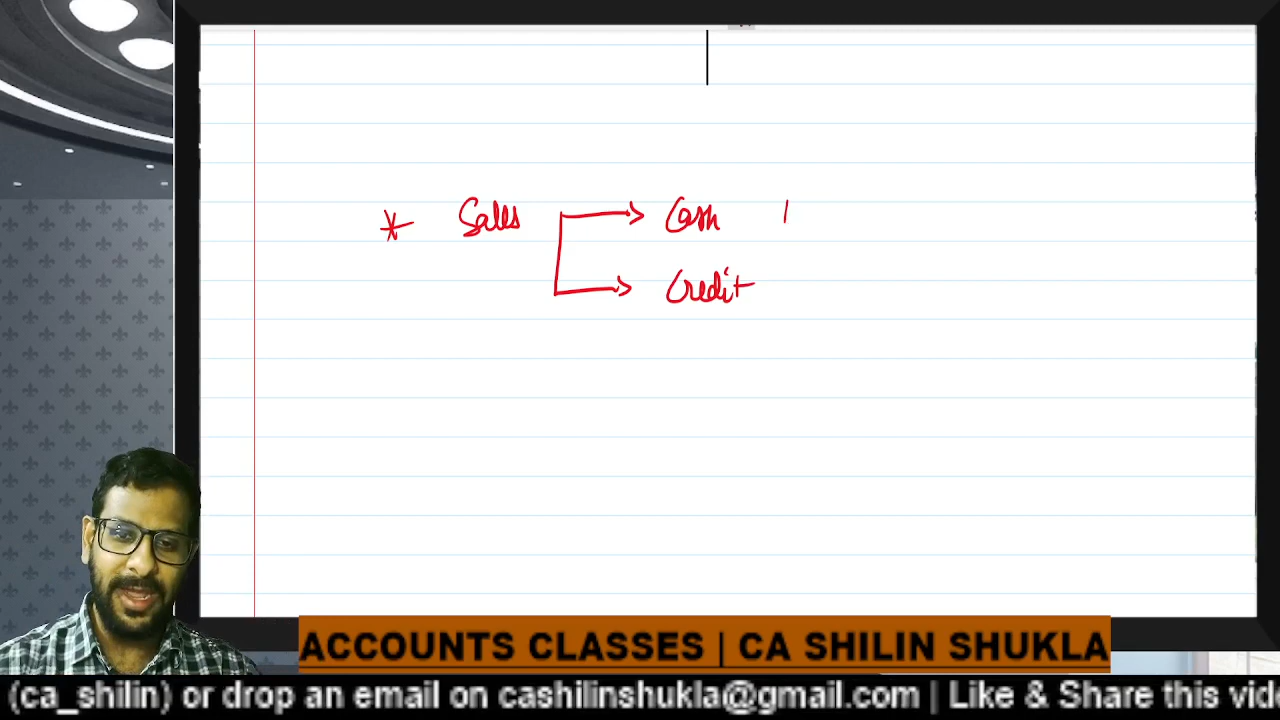 * Sales → Cash
→ Credit
ACCOUNTS CLASSES | CA SHILIN SHUKLA
(ca_shilin) or drop an email on cashilinshukla@gmail.com | Like & Share this vid